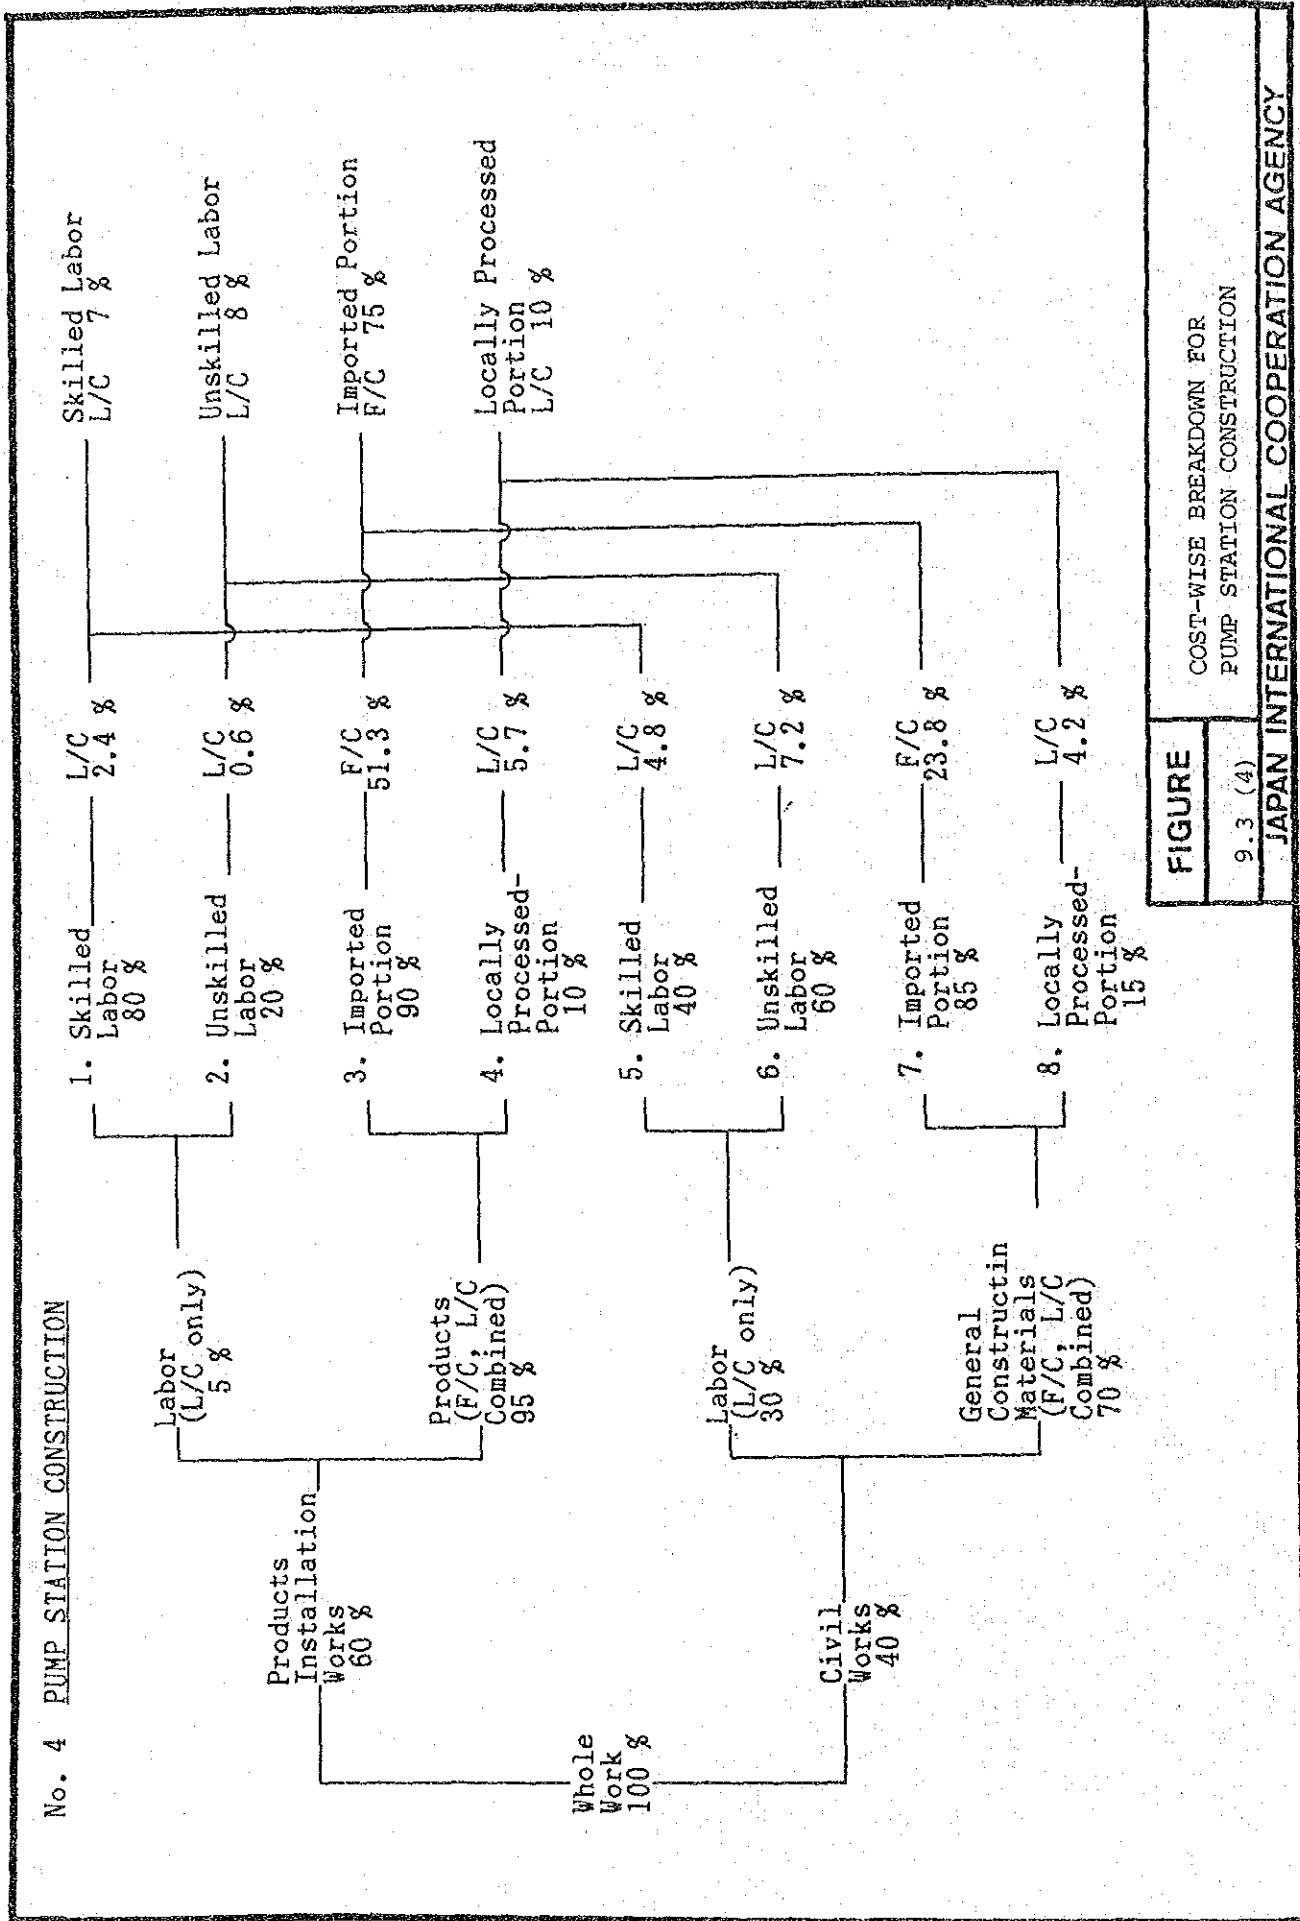 No. 4 PUMP STATION CONSTRUCTION
Whole
Work
100 %
Products
Installation
Works
60 %
Civil
Works
40 %
Labor
(L/C only)
5 %
Products
(F/C, L/C
Combined)
95 %
Labor
(L/C only)
30 %
General
Constructin
Materials
(F/C, L/C
Combined)
70 %
1. Skilled
Labor
80 %
2. Unskilled
Labor
20 %
3. Imported
Portion
90 %
4. Locally
Processed-
Portion
10 %
5. Skilled
Labor
40 %
6. Unskilled
Labor
60 %
7. Imported
Portion
85 %
8. Locally
Processed-
Portion
15 %
L/C
2.4 %
L/C
0.6 %
F/C
51.3 %
L/C
5.7 %
L/C
4.8 %
L/C
7.2 %
F/C
23.8 %
L/C
4.2 %
Skilled Labor
L/C 7 %
Unskilled Labor
L/C 8 %
Imported Portion
F/C 75 %
Locally Processed
Portion
L/C 10 %
FIGURE
9.3 (4)
COST-WISE BREAKDOWN FOR
PUMP STATION CONSTRUCTION
JAPAN INTERNATIONAL COOPERATION AGENCY